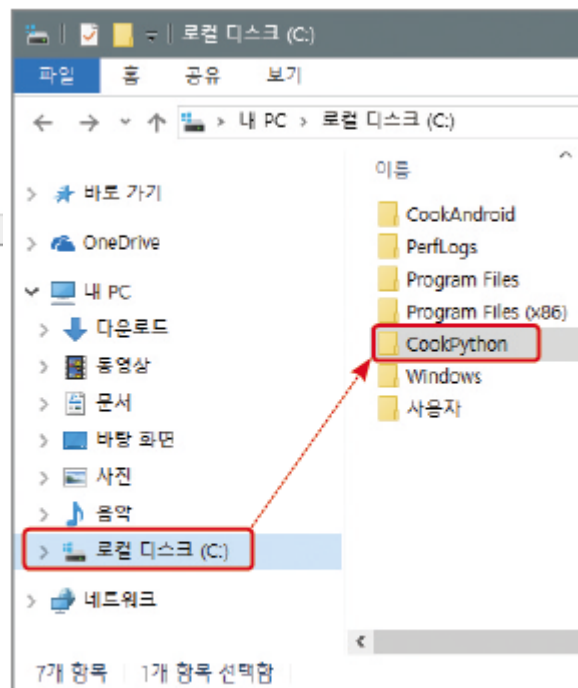 로컬 디스크 (C:)
파일 홈 공유 보기
내 PC > 로컬 디스크 (C:)
이름
바로 가기
OneDrive
내 PC
다운로드
동영상
문서
바탕 화면
사진
음악
로컬 디스크 (C:)
네트워크
CookAndroid
PerfLogs
Program Files
Program Files (x86)
CookPython
Windows
사용자
7개 항목 1개 항목 선택함